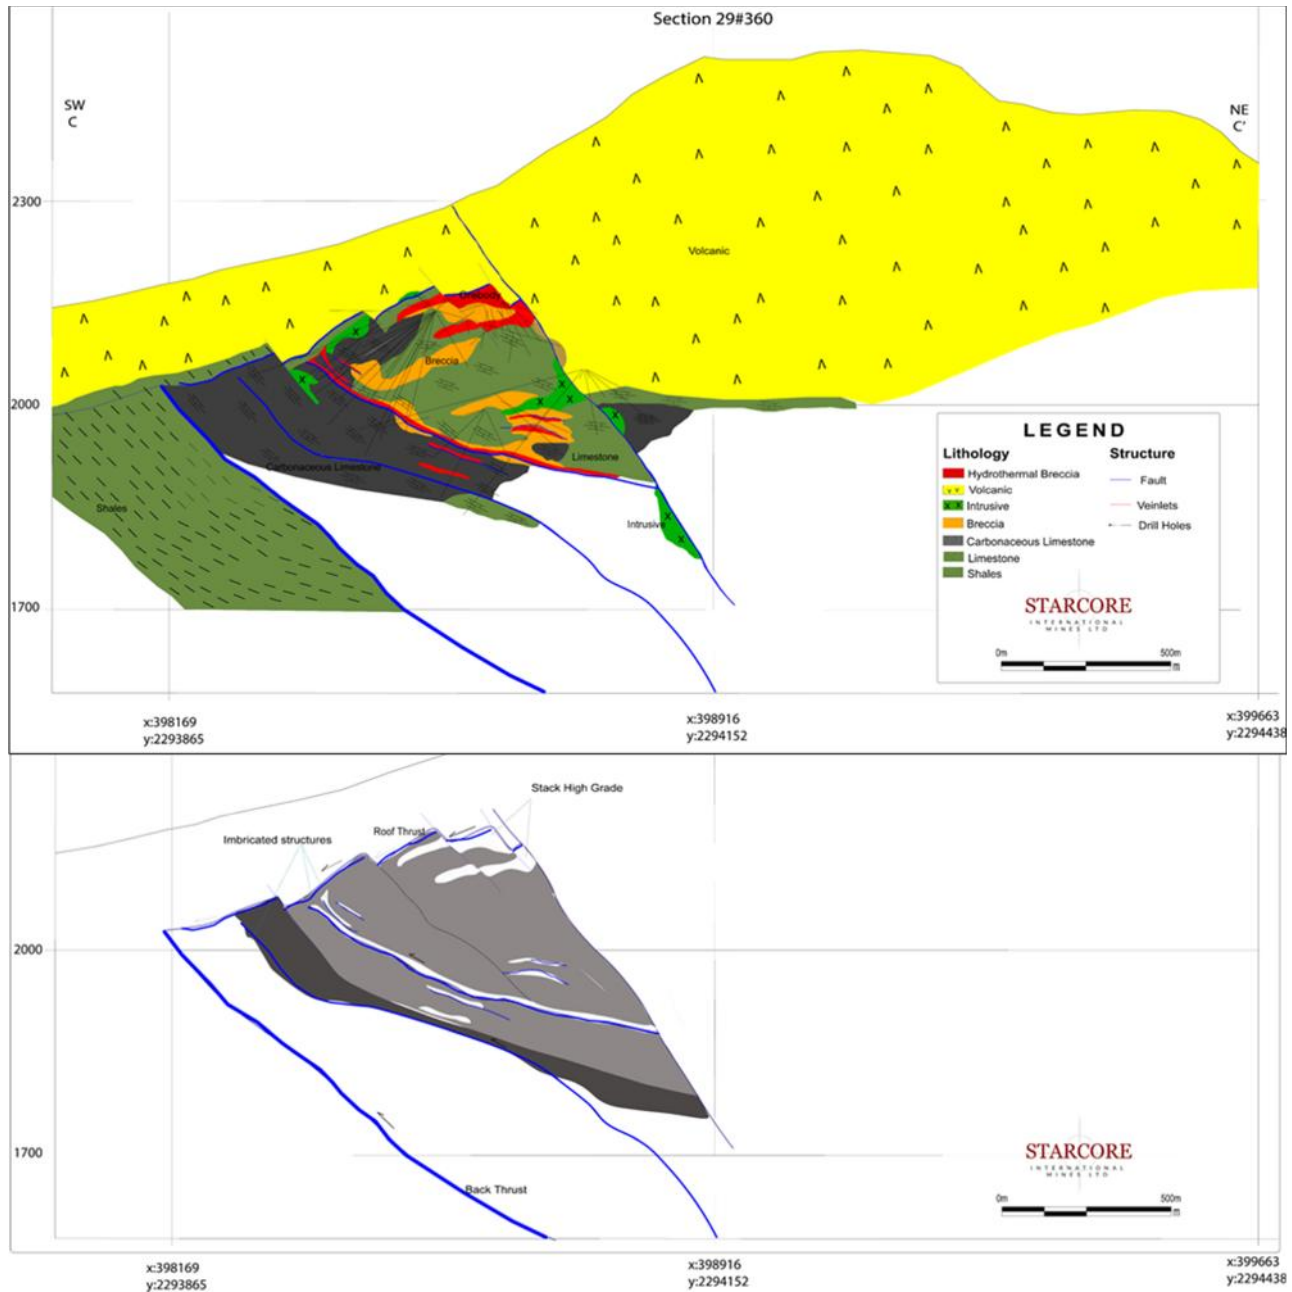 Section 29#360
SW
C
NE
C'
2300
Volcanic
Orebody
Breccia
2000
Limestone
Carbonaceous Limestone
Shales
Intrusive
1700
LEGEND
Lithology
Structure
Hydrothermal Breccia
Volcanic
Intrusive
Breccia
Carbonaceous Limestone
Limestone
Shales
Fault
Veinlets
Drill Holes
STARCORE
INTERNATIONAL
MINES LTD
0m
500m
m
x:398169
y:2293865
x:398916
y:2294152
x:399663
y:2294438
Stack High Grade
Roof Thrust
Imbricated structures
2000
1700
Back Thrust
STARCORE
INTERNATIONAL
MINES LTD
0m
500m
m
x:398169
y:2293865
x:398916
y:2294152
x:399663
y:2294438